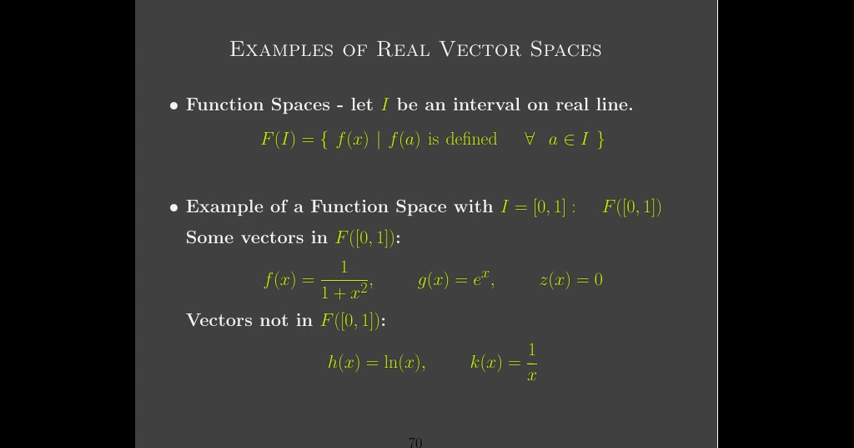 EXAMPLES OF REAL VECTOR SPACES
• Function Spaces - let I be an interval on real line.
F(I) = { f(x) | f(a) is defined ∀ a ∈ I }
• Example of a Function Space with I = [0, 1] : F([0, 1])
Some vectors in F([0, 1]):
f(x) = 1/(1 + x²), g(x) = eˣ, z(x) = 0
Vectors not in F([0, 1]):
h(x) = ln(x), k(x) = 1/x
70